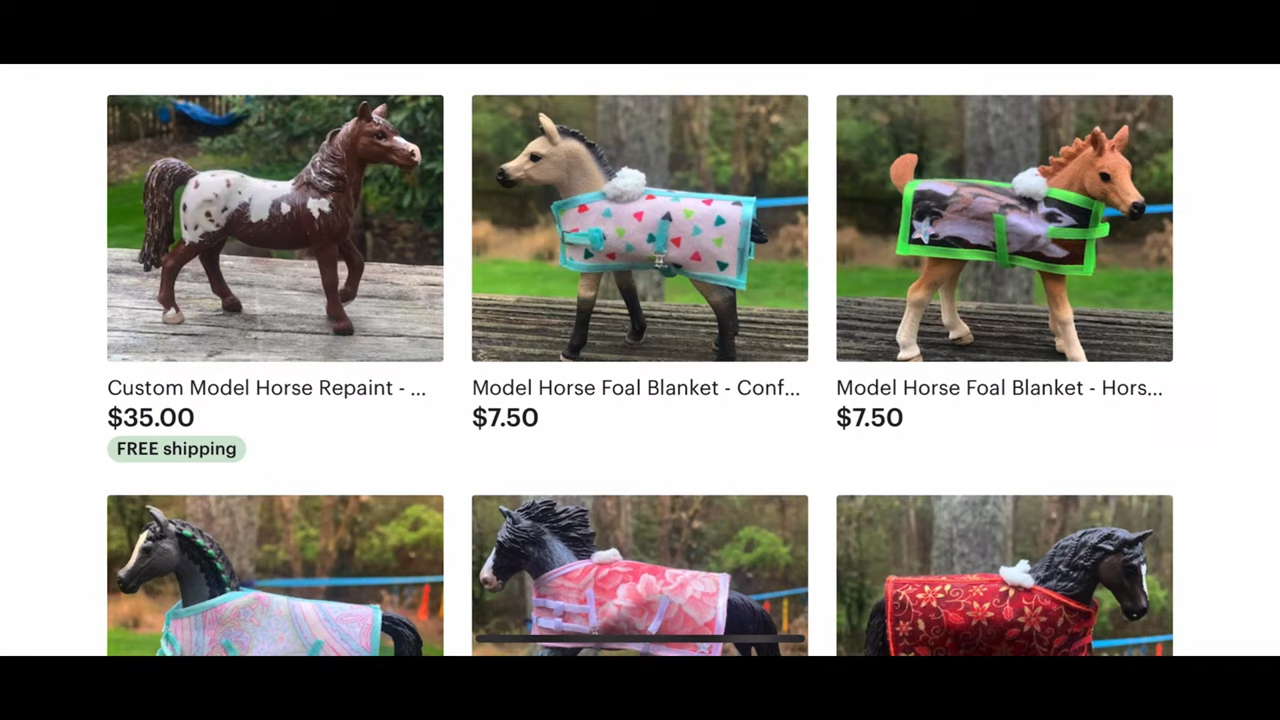 Custom Model Horse Repaint - ...
$35.00
FREE shipping
Model Horse Foal Blanket - Conf...
$7.50
Model Horse Foal Blanket - Hors...
$7.50